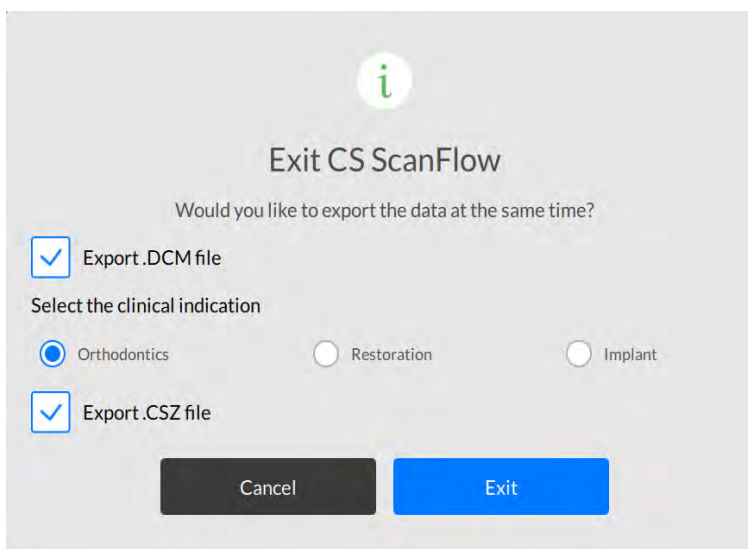 i
Exit CS ScanFlow
Would you like to export the data at the same time?
Export .DCM file
Select the clinical indication
Orthodontics Restoration Implant
Export .CSZ file
Cancel Exit